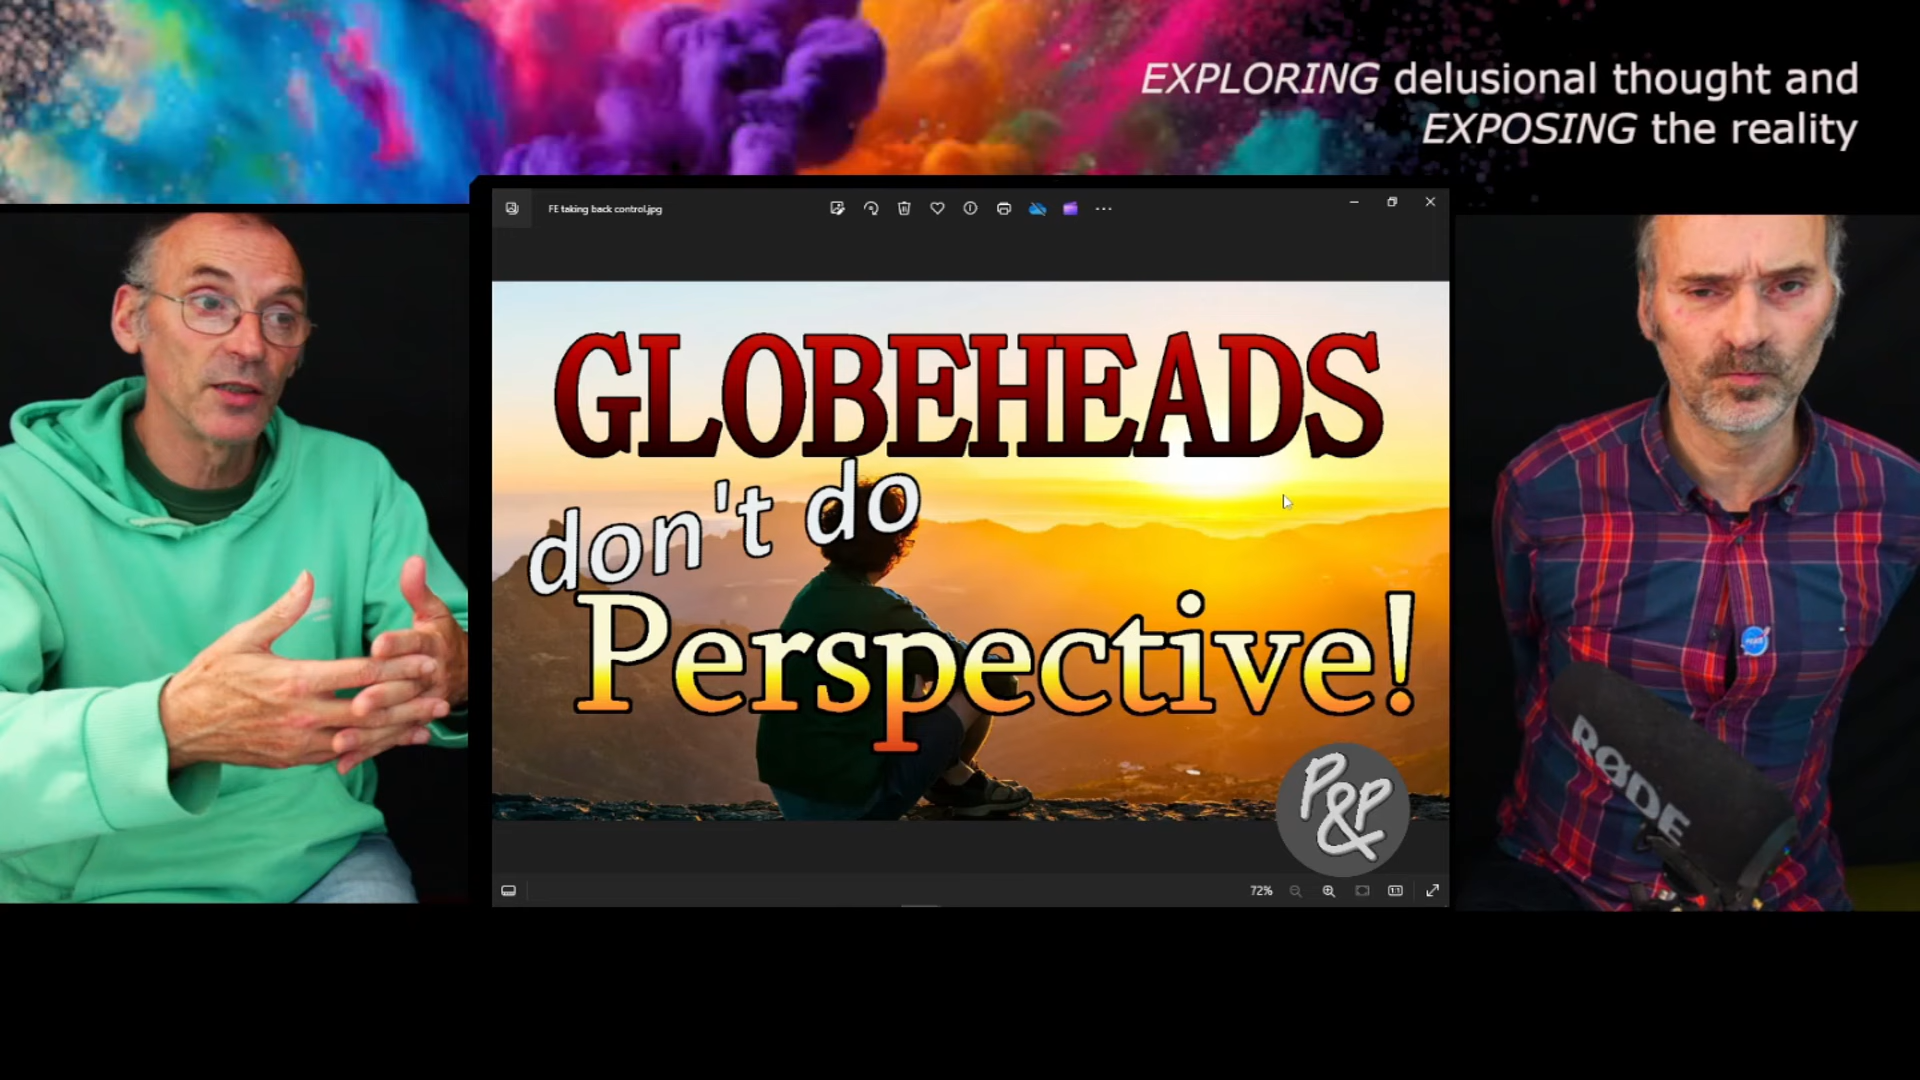 EXPLORING delusional thought and
EXPOSING the reality
FE taking back control.jpg
GLOBEHEADS
don't do
Perspective!
P&P
RØDE
72%